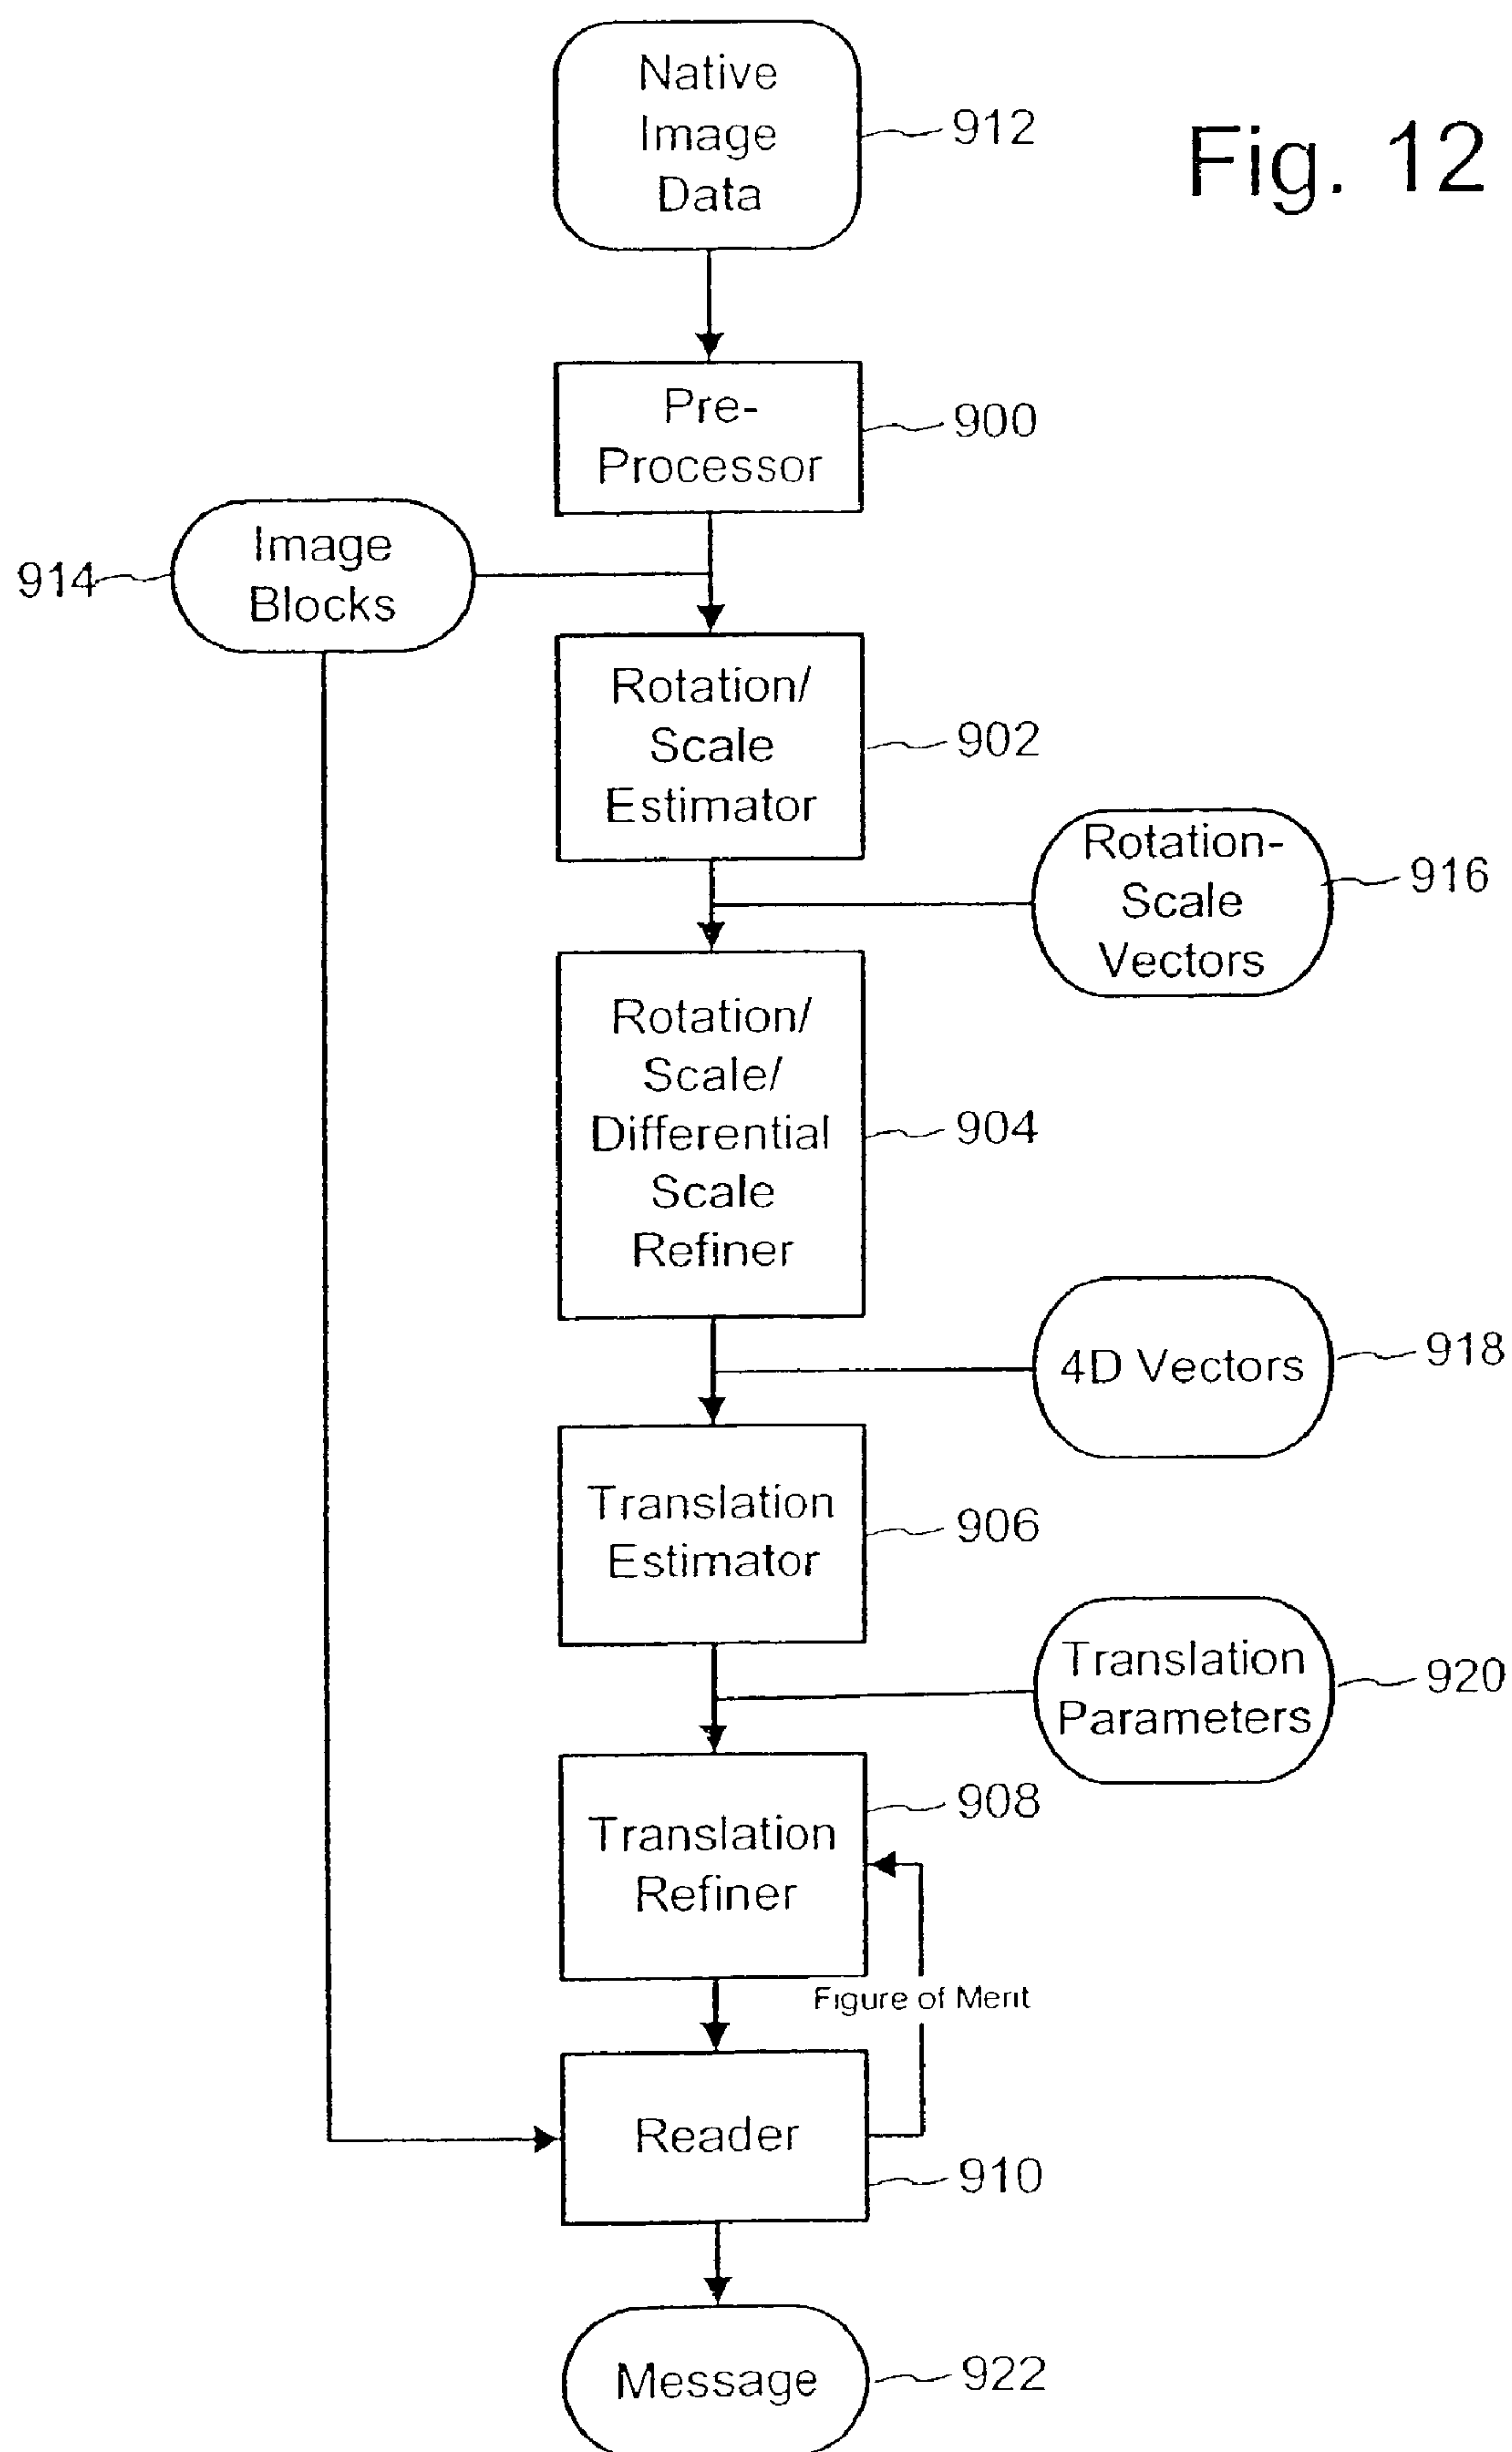 Native
Image
Data
912
Fig. 12
Pre-
Processor
900
Image
Blocks
914
Rotation/
Scale
Estimator
902
Rotation-
Scale
Vectors
916
Rotation/
Scale/
Differential
Scale
Refiner
904
4D Vectors
918
Translation
Estimator
906
Translation
Parameters
920
Translation
Refiner
908
Figure of Merit
Reader
910
Message
922